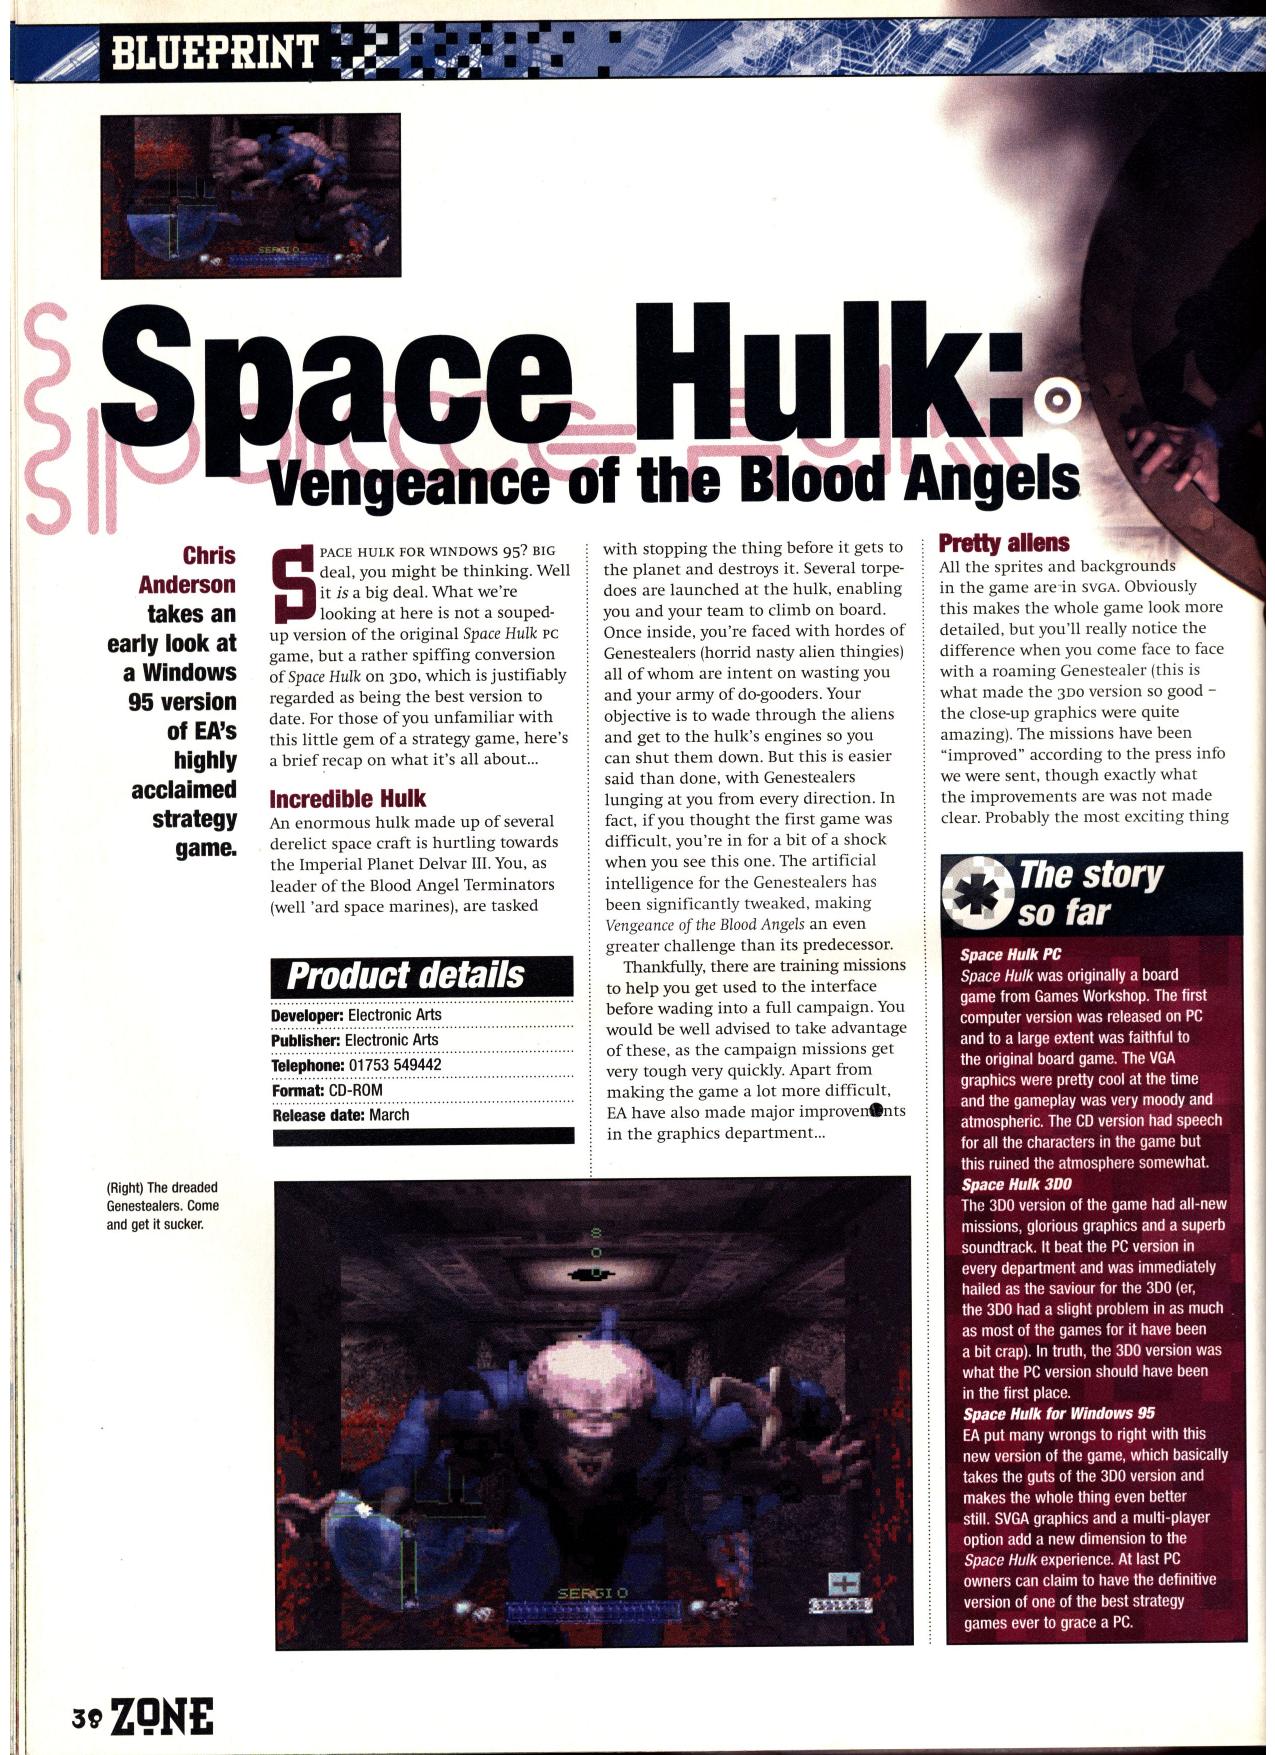 BLUEPRINT
SERGIO
Space Hulk:
Vengeance of the Blood Angels
Chris
Anderson
takes an
early look at
a Windows
95 version
of EA's
highly
acclaimed
strategy
game.
SPACE HULK FOR WINDOWS 95? BIG
deal, you might be thinking. Well
it is a big deal. What we're
looking at here is not a souped-
up version of the original Space Hulk PC
game, but a rather spiffing conversion
of Space Hulk on 3DO, which is justifiably
regarded as being the best version to
date. For those of you unfamiliar with
this little gem of a strategy game, here's
a brief recap on what it's all about...
Incredible Hulk
An enormous hulk made up of several
derelict space craft is hurtling towards
the Imperial Planet Delvar III. You, as
leader of the Blood Angel Terminators
(well 'ard space marines), are tasked
Product details
Developer: Electronic Arts
Publisher: Electronic Arts
Telephone: 01753 549442
Format: CD-ROM
Release date: March
with stopping the thing before it gets to
the planet and destroys it. Several torpe-
does are launched at the hulk, enabling
you and your team to climb on board.
Once inside, you're faced with hordes of
Genestealers (horrid nasty alien thingies)
all of whom are intent on wasting you
and your army of do-gooders. Your
objective is to wade through the aliens
and get to the hulk's engines so you
can shut them down. But this is easier
said than done, with Genestealers
lunging at you from every direction. In
fact, if you thought the first game was
difficult, you're in for a bit of a shock
when you see this one. The artificial
intelligence for the Genestealers has
been significantly tweaked, making
Vengeance of the Blood Angels an even
greater challenge than its predecessor.
Thankfully, there are training missions
to help you get used to the interface
before wading into a full campaign. You
would be well advised to take advantage
of these, as the campaign missions get
very tough very quickly. Apart from
making the game a lot more difficult,
EA have also made major improvements
in the graphics department...
Pretty aliens
All the sprites and backgrounds
in the game are in SVGA. Obviously
this makes the whole game look more
detailed, but you'll really notice the
difference when you come face to face
with a roaming Genestealer (this is
what made the 3DO version so good –
the close-up graphics were quite
amazing). The missions have been
“improved” according to the press info
we were sent, though exactly what
the improvements are was not made
clear. Probably the most exciting thing
The story
so far
Space Hulk PC
Space Hulk was originally a board
game from Games Workshop. The first
computer version was released on PC
and to a large extent was faithful to
the original board game. The VGA
graphics were pretty cool at the time
and the gameplay was very moody and
atmospheric. The CD version had speech
for all the characters in the game but
this ruined the atmosphere somewhat.
Space Hulk 3DO
The 3DO version of the game had all-new
missions, glorious graphics and a superb
soundtrack. It beat the PC version in
every department and was immediately
hailed as the saviour for the 3DO (er,
the 3DO had a slight problem in as much
as most of the games for it have been
a bit crap). In truth, the 3DO version was
what the PC version should have been
in the first place.
Space Hulk for Windows 95
EA put many wrongs to right with this
new version of the game, which basically
takes the guts of the 3DO version and
makes the whole thing even better
still. SVGA graphics and a multi-player
option add a new dimension to the
Space Hulk experience. At last PC
owners can claim to have the definitive
version of one of the best strategy
games ever to grace a PC.
(Right) The dreaded
Genestealers. Come
and get it sucker.
SERGIO
38 ZONE